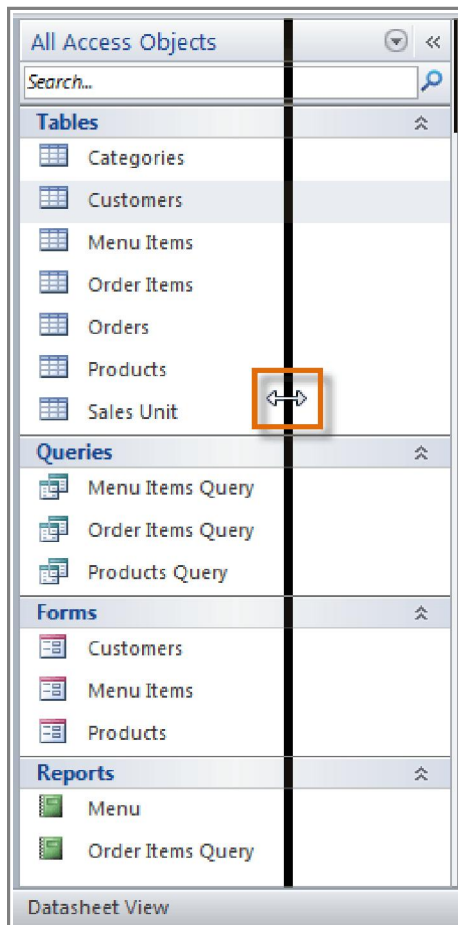 All Access Objects
Search...
Tables
Categories
Customers
Menu Items
Order Items
Orders
Products
Sales Unit
Queries
Menu Items Query
Order Items Query
Products Query
Forms
Customers
Menu Items
Products
Reports
Menu
Order Items Query
Datasheet View